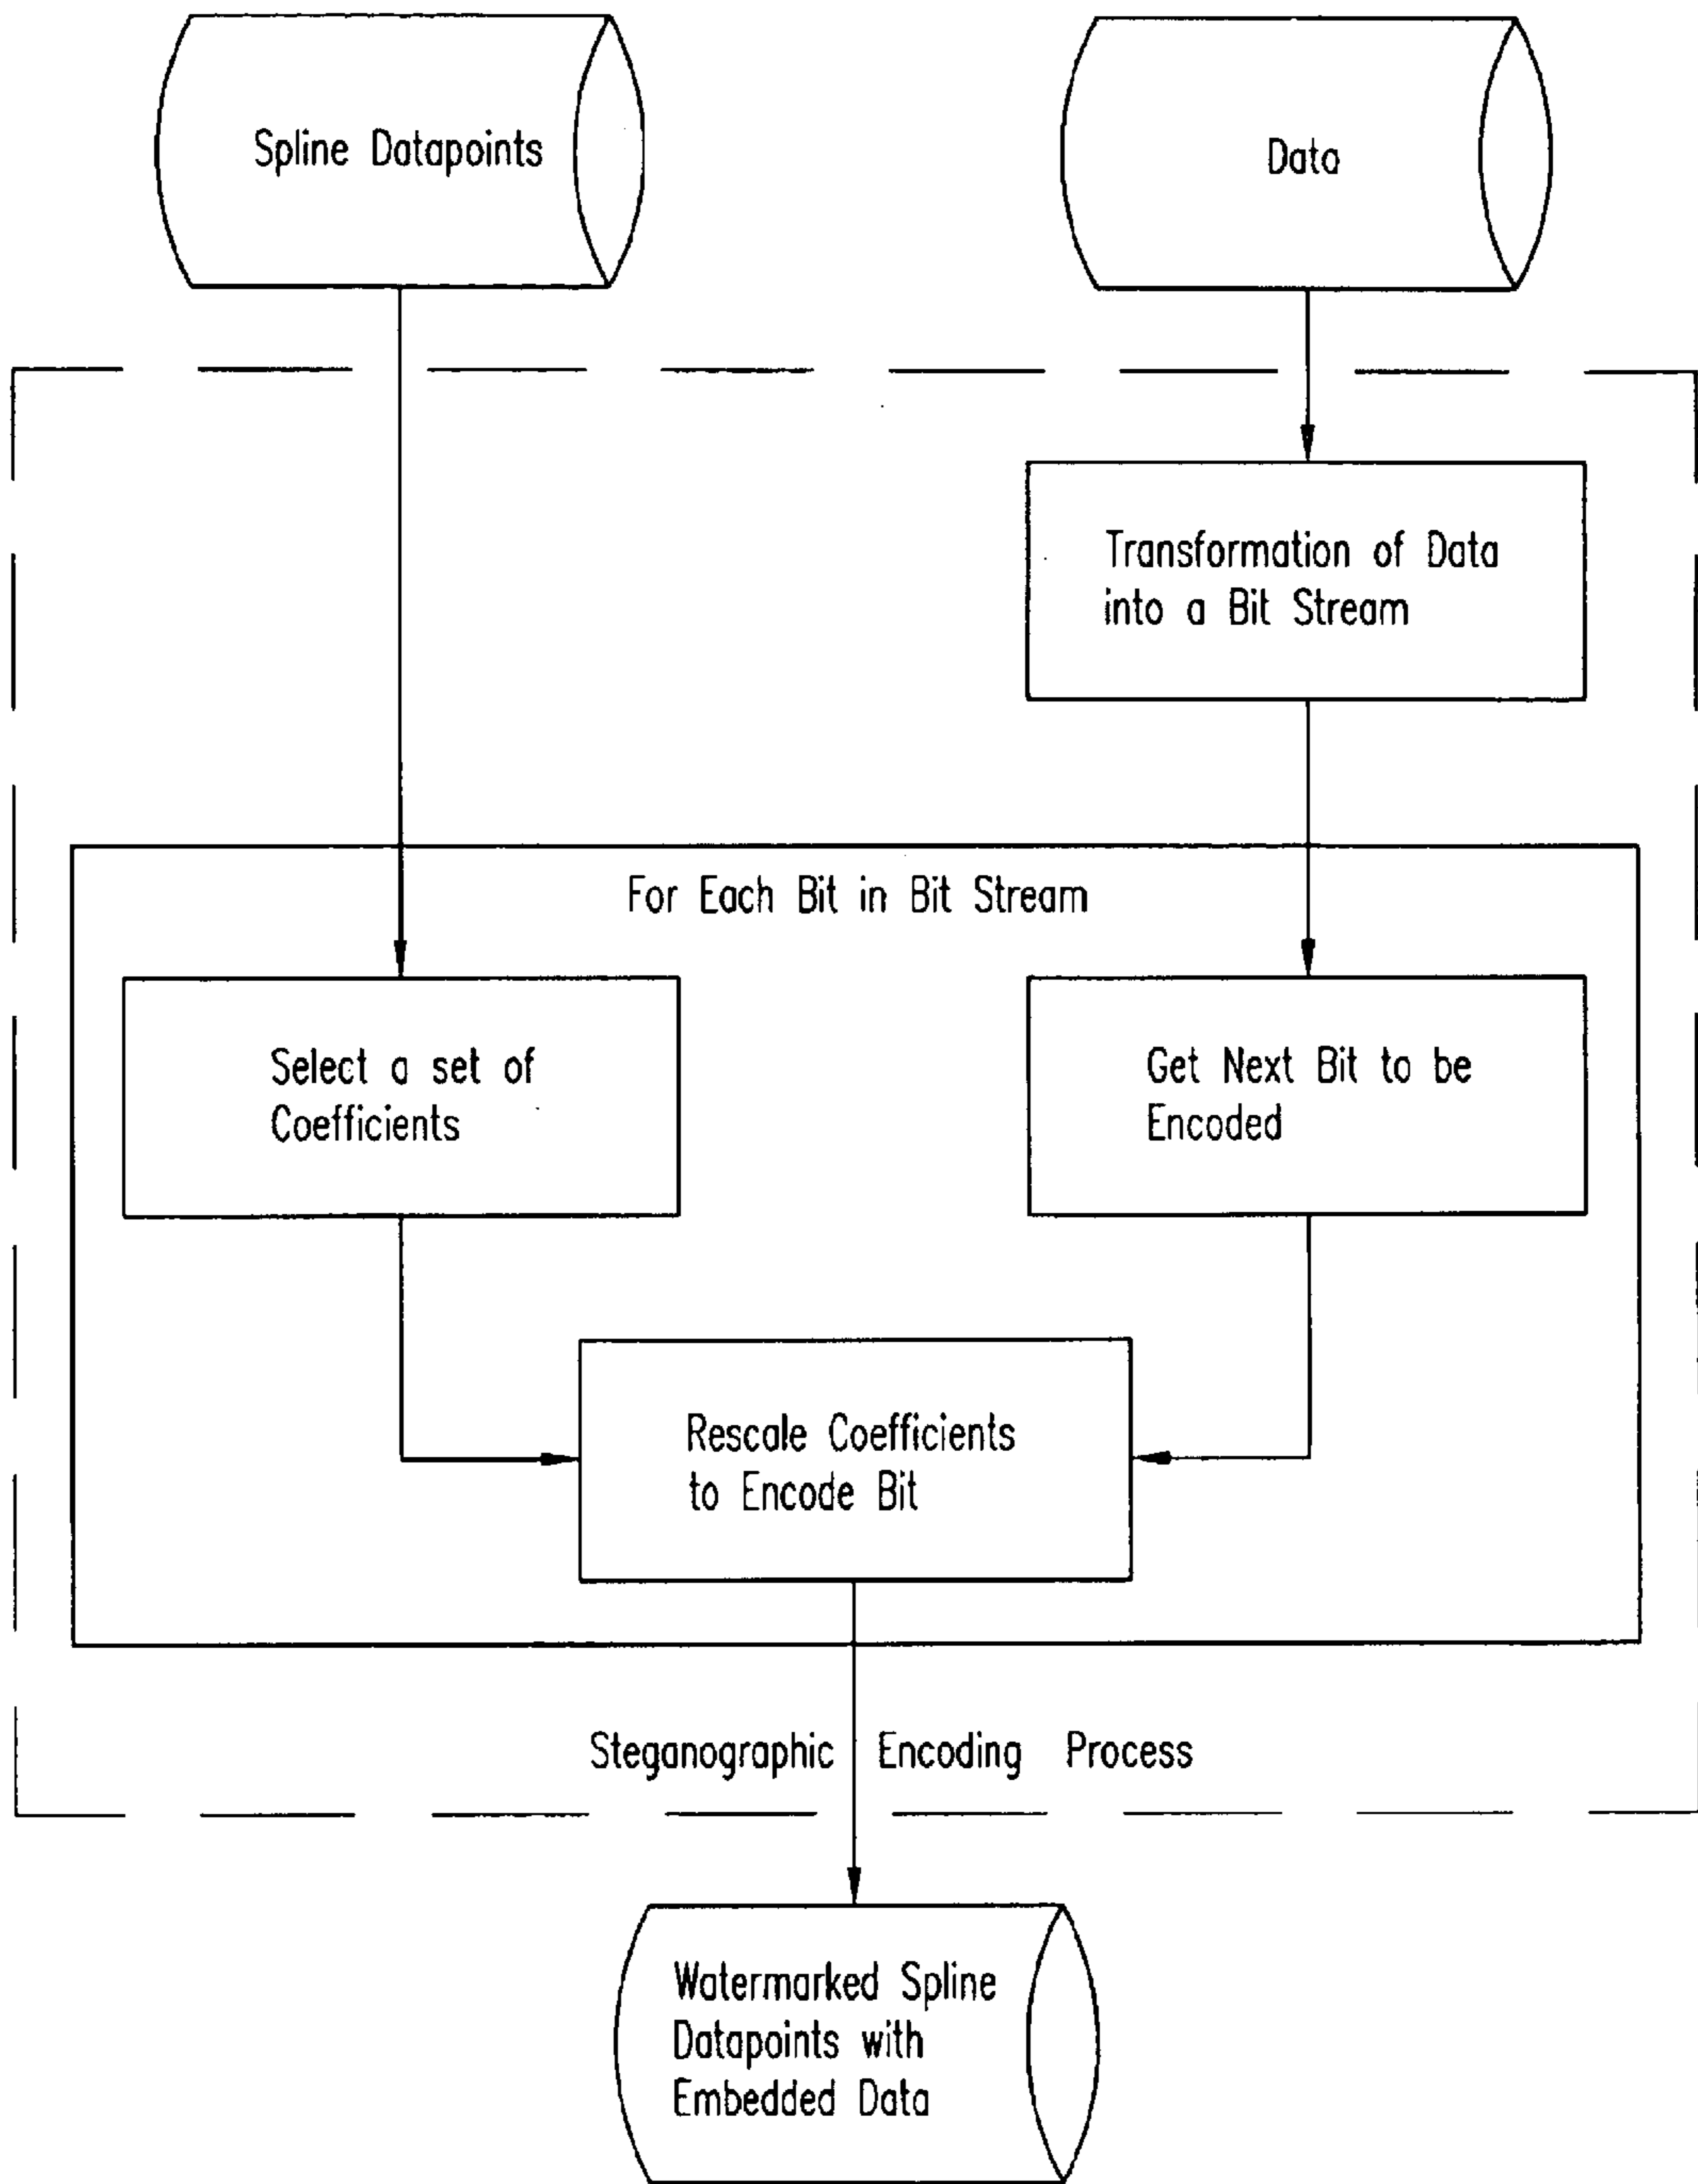 Spline Datapoints
Data
Transformation of Data
into a Bit Stream
For Each Bit in Bit Stream
Select a set of
Coefficients
Get Next Bit to be
Encoded
Rescale Coefficients
to Encode Bit
Steganographic Encoding Process
Watermarked Spline
Datapoints with
Embedded Data